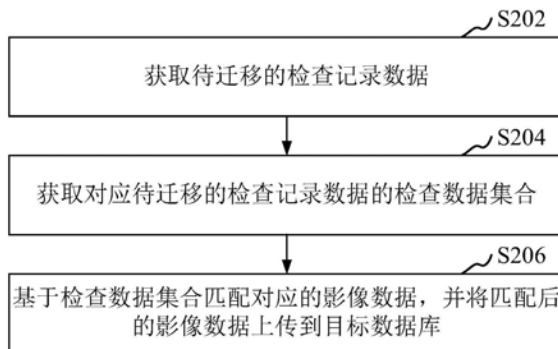 S202
获取待迁移的检查记录数据
S204
获取对应待迁移的检查记录数据的检查数据集合
S206
基于检查数据集合匹配对应的影像数据，并将匹配后
的影像数据上传到目标数据库